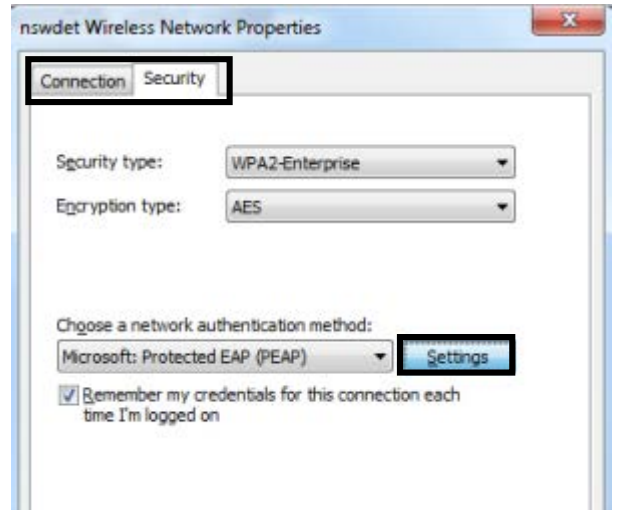 nswdet Wireless Network Properties
Connection Security
Security type: WPA2-Enterprise
Encryption type: AES
Choose a network authentication method:
Microsoft: Protected EAP (PEAP) Settings
Remember my credentials for this connection each
time I'm logged on